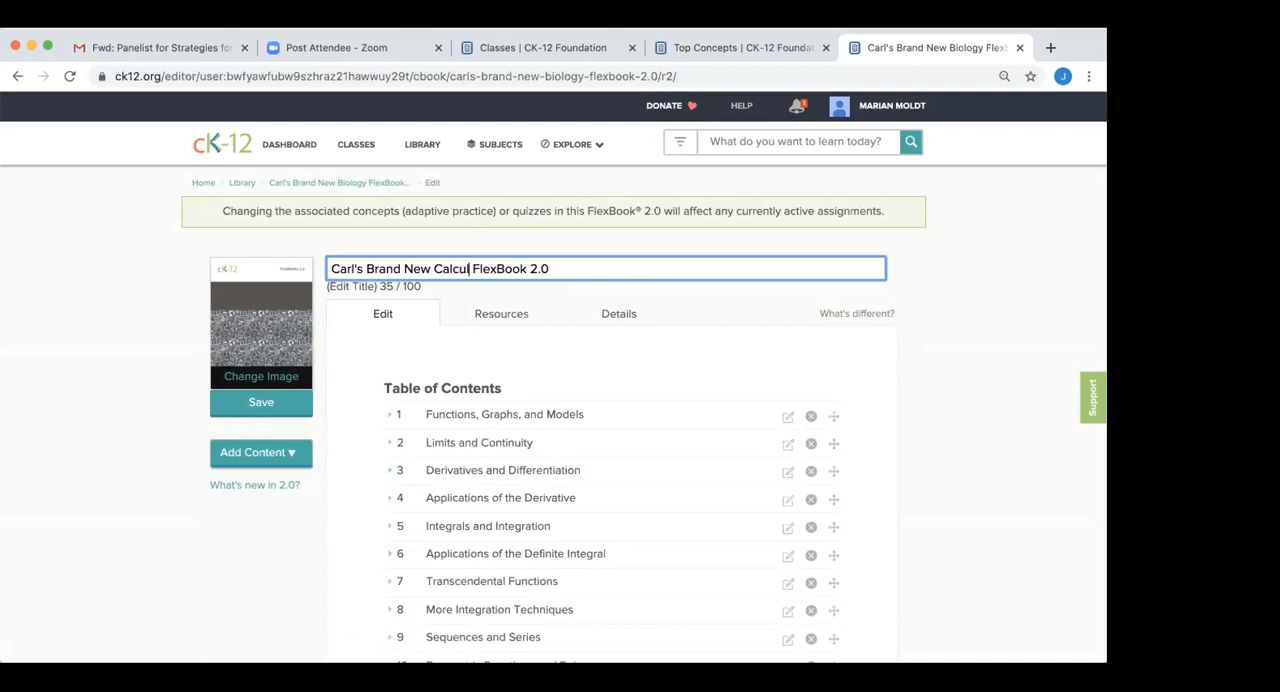 Fwd: Panelist for Strategies for
Post Attendee - Zoom
Classes | CK-12 Foundation
Top Concepts | CK-12 Foundat
Carl's Brand New Biology Flex
ck12.org/editor/user:bwfyawfubw9szhraz21hawwuy29t/cbook/carls-brand-new-biology-flexbook-2.0/r2/
J
DONATE
HELP
1
MARIAN MOLDT
cK-12
DASHBOARD
CLASSES
LIBRARY
SUBJECTS
EXPLORE
What do you want to learn today?
Home
Library
Carl's Brand New Biology FlexBook...
Edit
Changing the associated concepts (adaptive practice) or quizzes in this FlexBook® 2.0 will affect any currently active assignments.
cK-12
Carl's Brand New Calcul FlexBook 2.0
(Edit Title) 35 / 100
Edit
Resources
Details
What's different?
Change Image
Save
Add Content ▼
What's new in 2.0?
Support
Table of Contents
1 Functions, Graphs, and Models
2 Limits and Continuity
3 Derivatives and Differentiation
4 Applications of the Derivative
5 Integrals and Integration
6 Applications of the Definite Integral
7 Transcendental Functions
8 More Integration Techniques
9 Sequences and Series